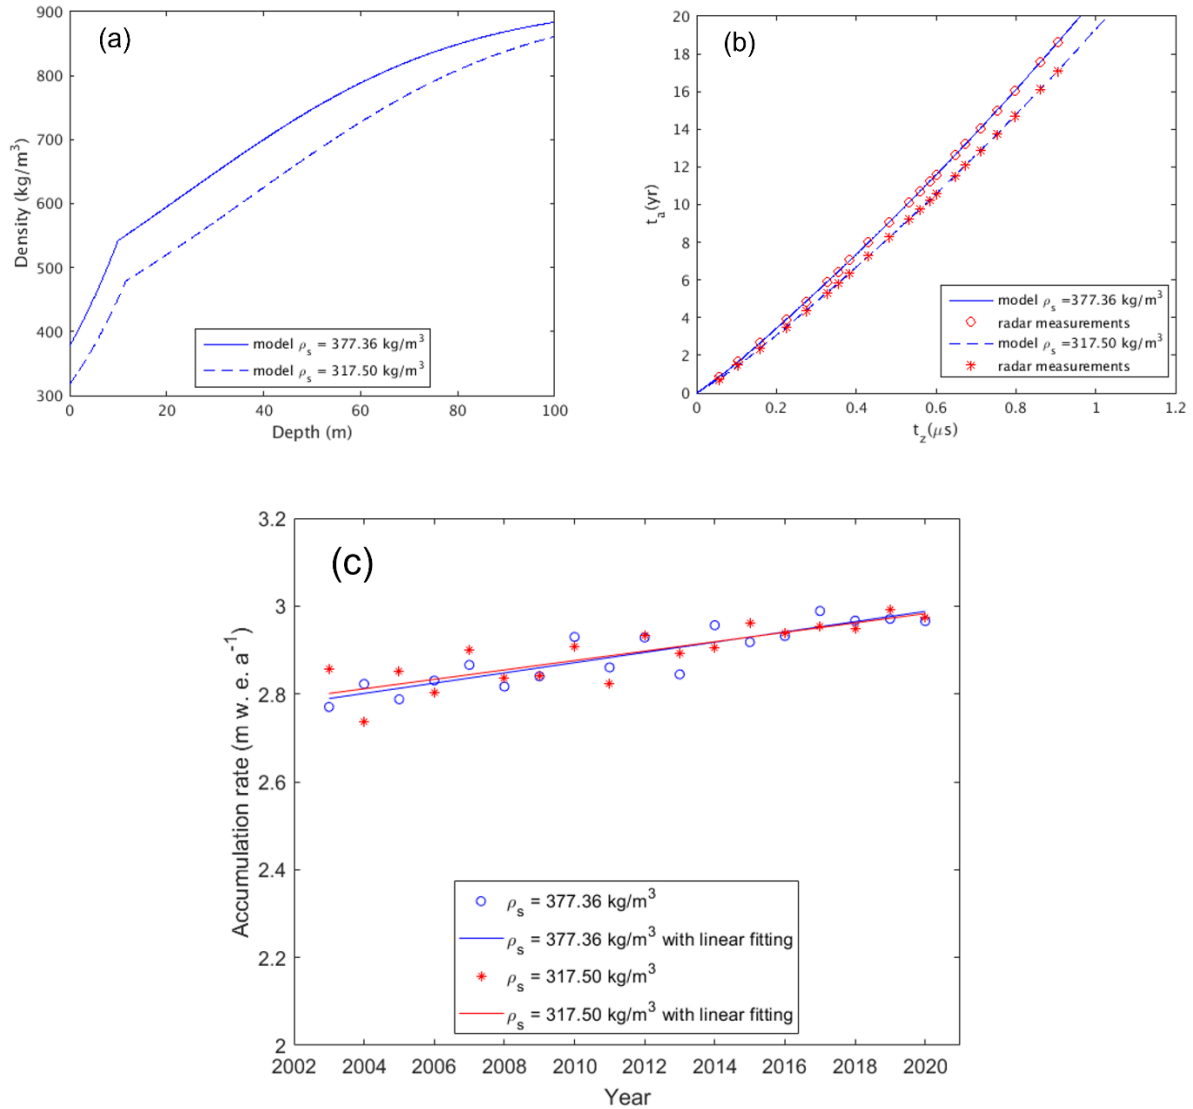 (a)
900
800
700
600
500
400
300
Density (kg/m³)
0
20
40
60
80
100
Depth (m)
model ρₛ = 377.36 kg/m³
model ρₛ = 317.50 kg/m³
(b)
20
18
16
14
12
10
8
6
4
2
0
tₐ(yr)
0
0.2
0.4
0.6
0.8
1
1.2
t_z(μs)
model ρₛ =377.36 kg/m³
radar measurements
model ρₛ =317.50 kg/m³
radar measurements
(c)
3.2
3
2.8
2.6
2.4
2.2
2
Accumulation rate (m w. e. a⁻¹)
2002
2004
2006
2008
2010
2012
2014
2016
2018
2020
Year
ρₛ = 377.36 kg/m³
ρₛ = 377.36 kg/m³ with linear fitting
ρₛ = 317.50 kg/m³
ρₛ = 317.50 kg/m³ with linear fitting